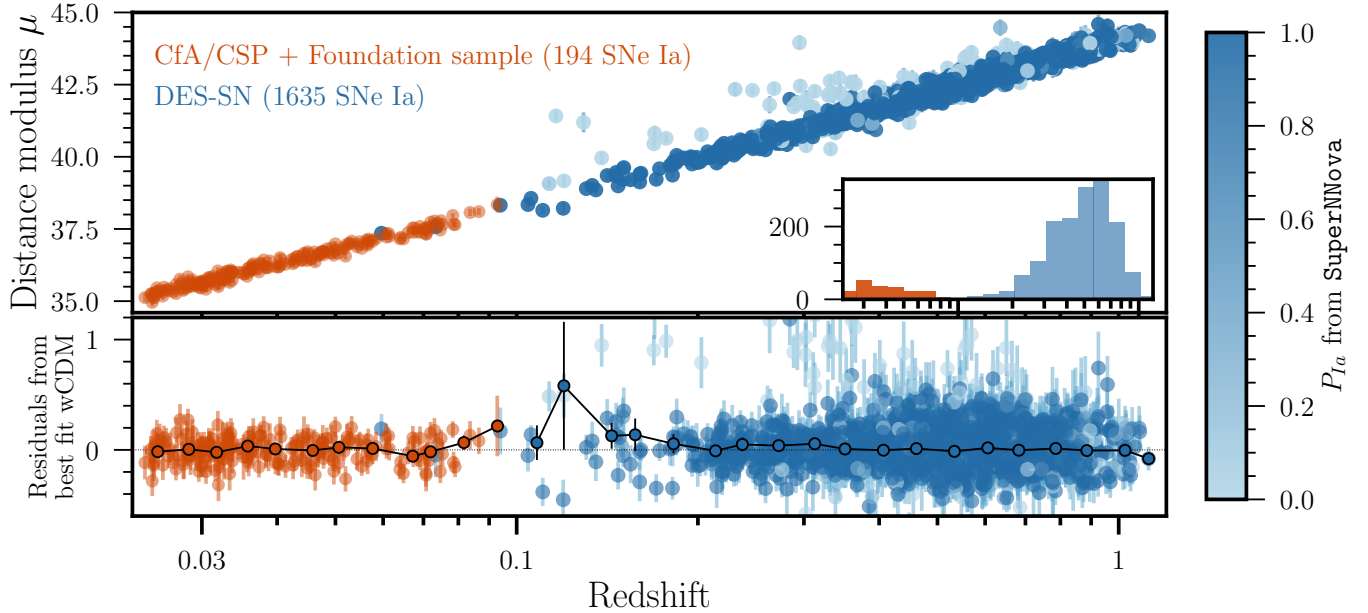 45.0
42.5
40.0
37.5
35.0
Distance modulus μ
CfA/CSP + Foundation sample (194 SNe Ia)
DES-SN (1635 SNe Ia)
200
0
1
0
Residuals from
best fit wCDM
0.03
0.1
1
Redshift
1.0
0.8
0.6
0.4
0.2
0.0
P_{Ia} from SuperNNova